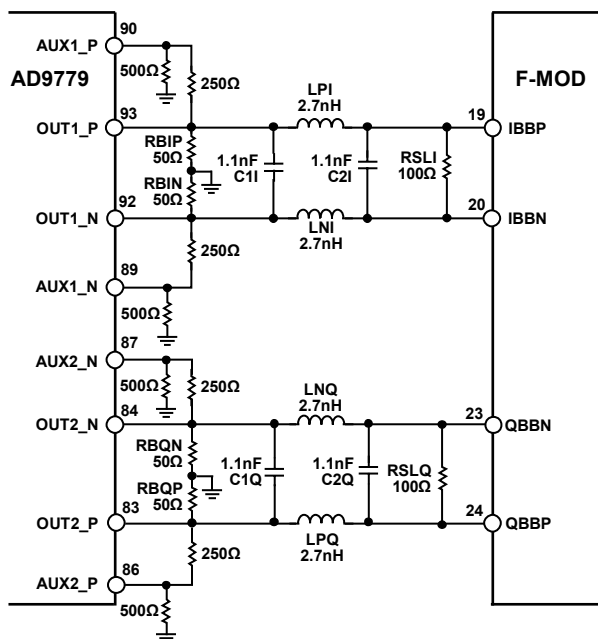 AD9779
F-MOD
90
AUX1_P
500Ω
250Ω
93
OUT1_P
RBIP
50Ω
RBIN
50Ω
LPI
2.7nH
1.1nF
C1I
1.1nF
C2I
RSLI
100Ω
19
IBBP
92
OUT1_N
LNI
2.7nH
20
IBBN
250Ω
89
AUX1_N
500Ω
87
AUX2_N
500Ω
250Ω
84
OUT2_N
RBQN
50Ω
RBQP
50Ω
LNQ
2.7nH
1.1nF
C1Q
1.1nF
C2Q
RSLQ
100Ω
23
QBBN
83
OUT2_P
LPQ
2.7nH
24
QBBP
250Ω
86
AUX2_P
500Ω